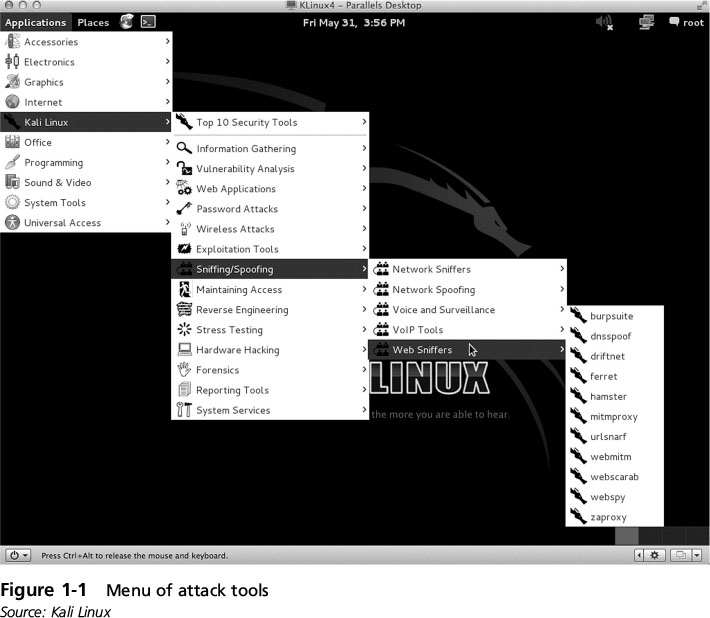 KLinux4 – Parallels Desktop
Applications Places Fri May 31, 3:56 PM root
Accessories
Electronics
Graphics
Internet
Kali Linux
Office
Programming
Sound & Video
System Tools
Universal Access
Top 10 Security Tools
Information Gathering
Vulnerability Analysis
Web Applications
Password Attacks
Wireless Attacks
Exploitation Tools
Sniffing/Spoofing
Maintaining Access
Reverse Engineering
Stress Testing
Hardware Hacking
Forensics
Reporting Tools
System Services
Network Sniffers
Network Spoofing
Voice and Surveillance
VoIP Tools
Web Sniffers
burpsuite
dnsspoof
driftnet
ferret
hamster
mitmproxy
urlsnarf
webmitm
webscarab
webspy
zaproxy
LINUX
the more you are able to hear.
Press Ctrl+Alt to release the mouse and keyboard.
Figure 1-1 Menu of attack tools
Source: Kali Linux